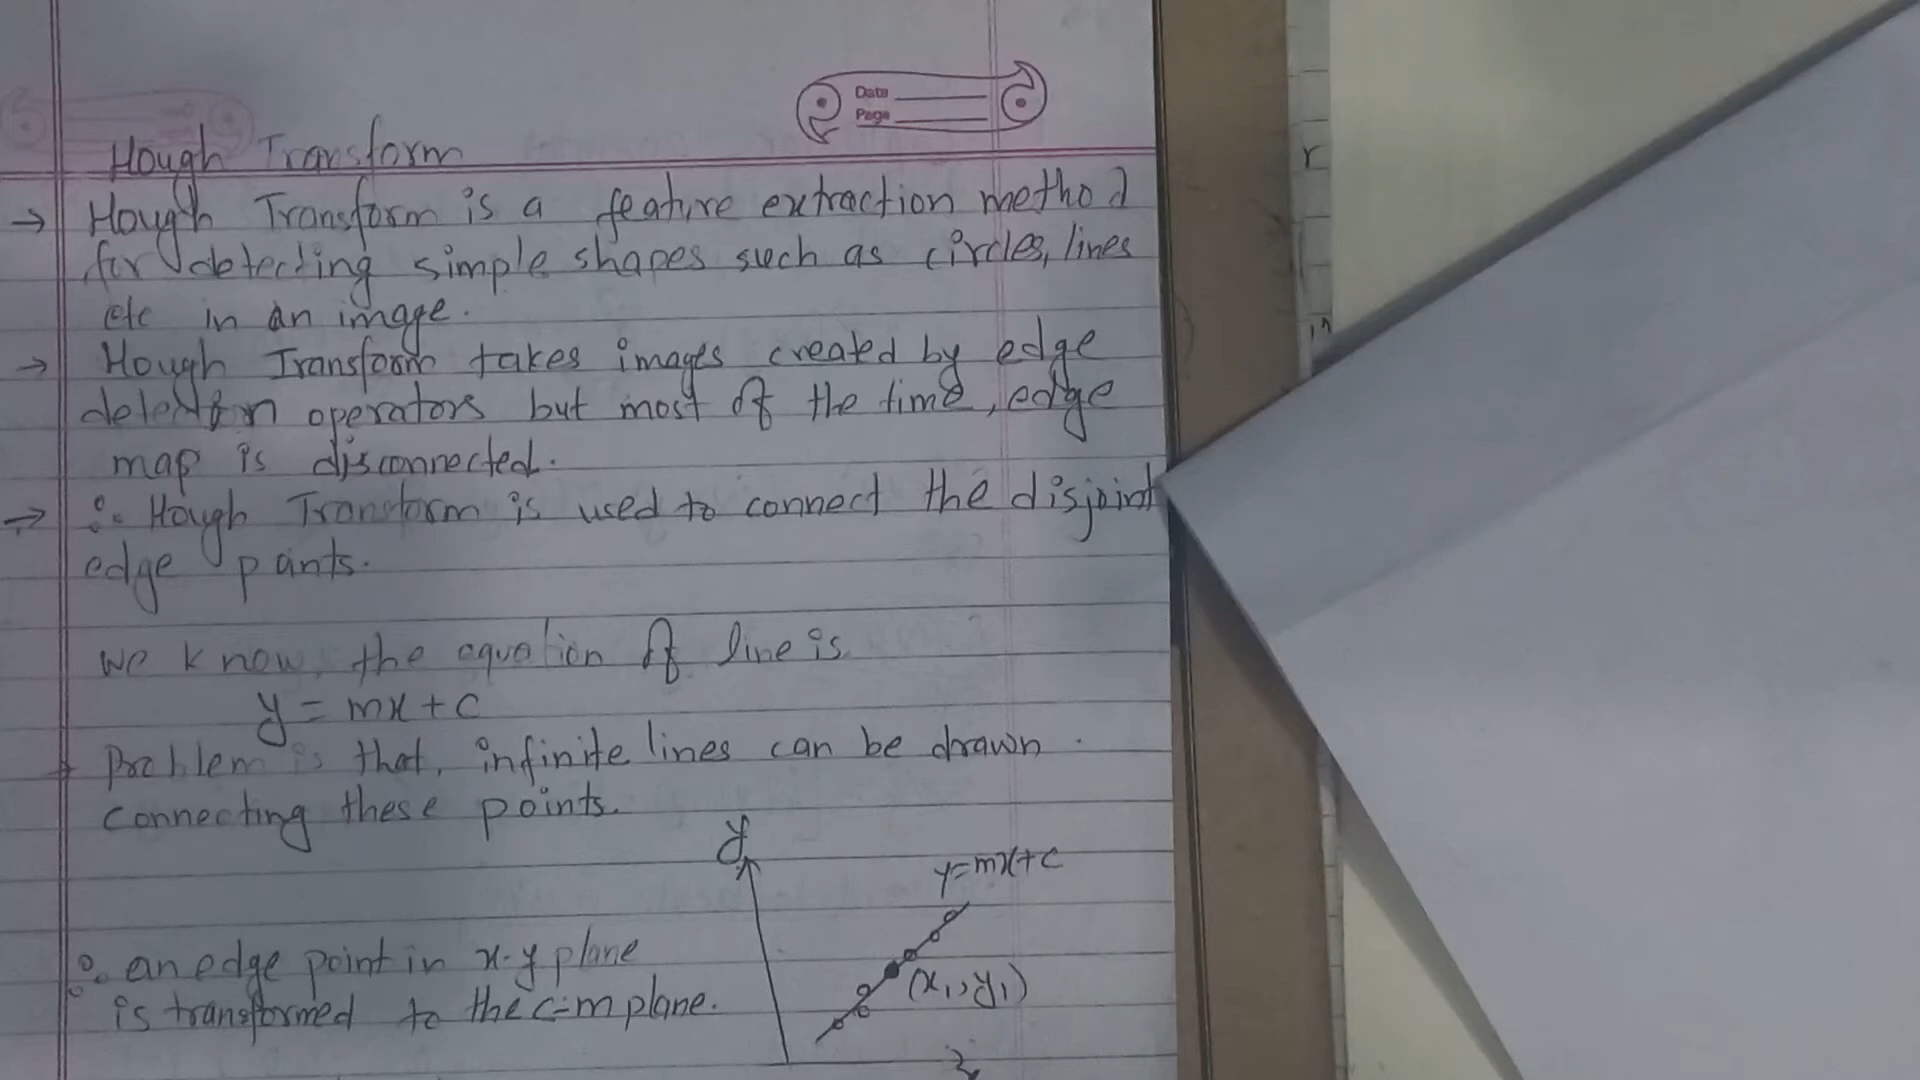 Data
Page
Hough Transform
→ Hough Transform is a feature extraction method
for detecting simple shapes such as circles, lines
etc in an image.
→ Hough Transform takes images created by edge
detection operators but most of the time, edge
map is disconnected.
→ ∴ Hough Transform is used to connect the disjoint
edge points.
we know, the equation of line is
y = mx + c
→ Problem is that, infinite lines can be drawn
connecting these points.
y
y=mx+c
∴ an edge point in x-y plane
is transformed to the c-m plane.
(x₁, y₁)